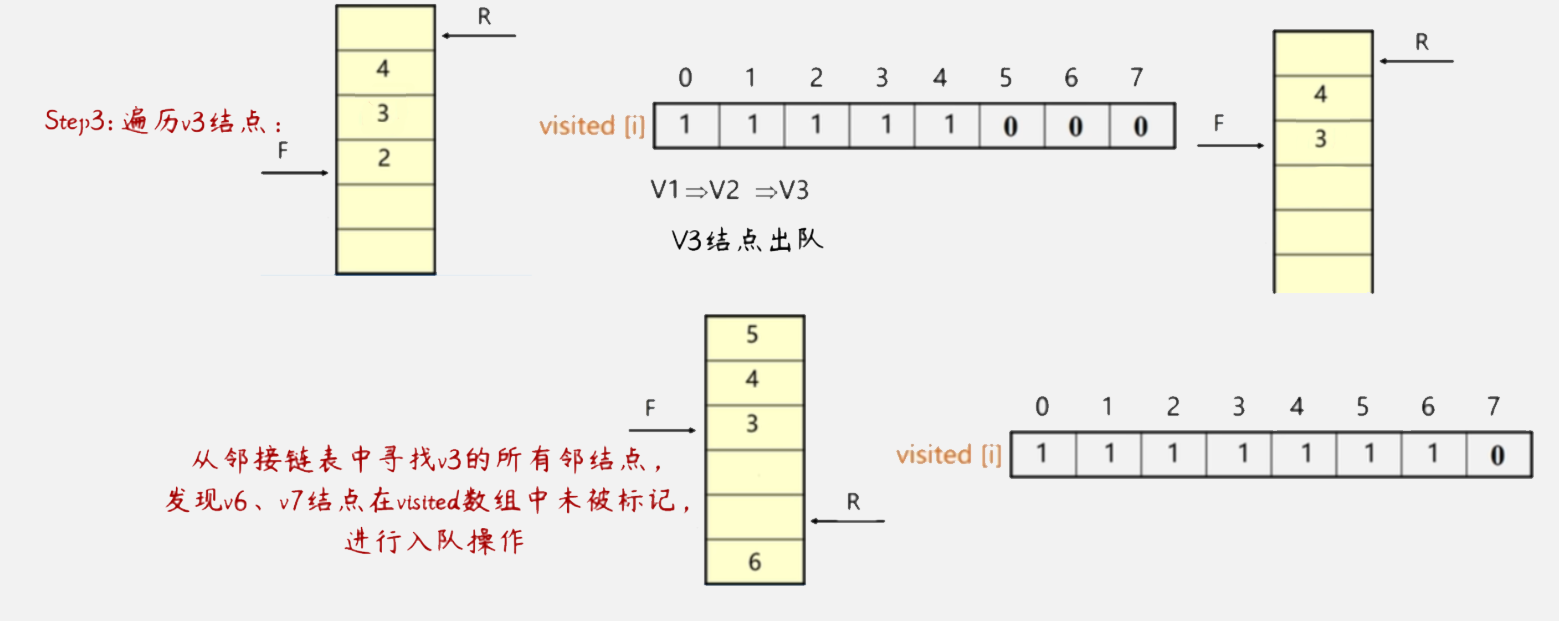 R
4
3
2
Step3: 遍历v3结点：
F
0 1 2 3 4 5 6 7
visited [i] 1 1 1 1 1 0 0 0
V1⇒V2 ⇒V3
V3结点出队
R
4
F
3
5
4
F
3
R
6
从邻接链表中寻找v3的所有邻结点，
发现v6、v7结点在visited数组中未被标记，
进行入队操作
0 1 2 3 4 5 6 7
visited [i] 1 1 1 1 1 1 1 0